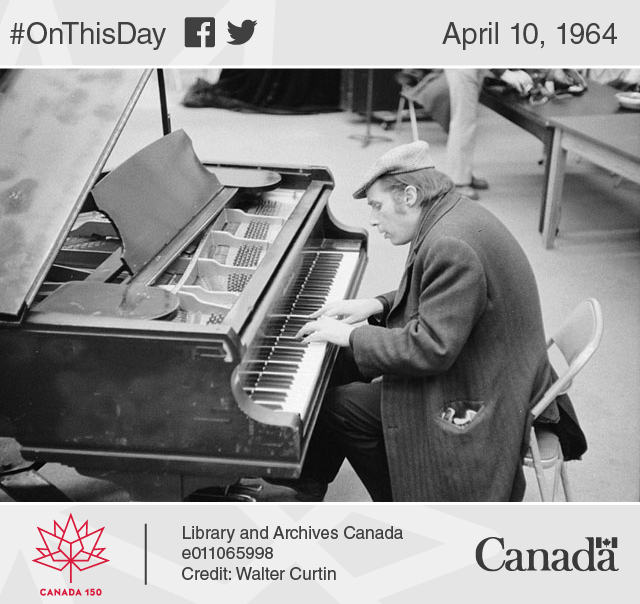 #OnThisDay
April 10, 1964
CANADA 150
Library and Archives Canada
e011065998
Credit: Walter Curtin
Canada